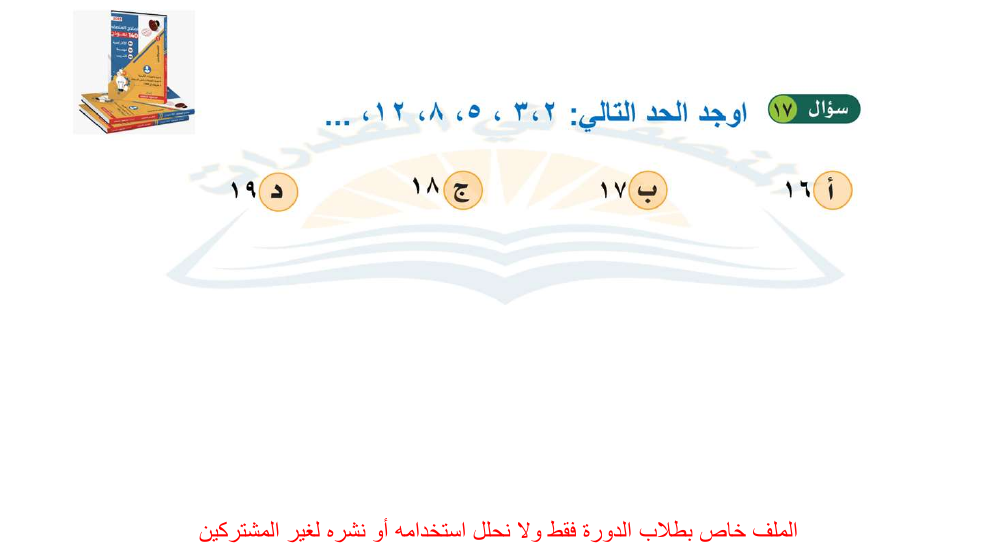 سؤال ١٧ اوجد الحد التالي: ٢،٣ ، ٥، ٨، ١٢، ...
أ ١٦ ب ١٧ ج ١٨ د ١٩
الملف خاص بطلاب الدورة فقط ولا نحلل استخدامه أو نشره لغير المشتركين